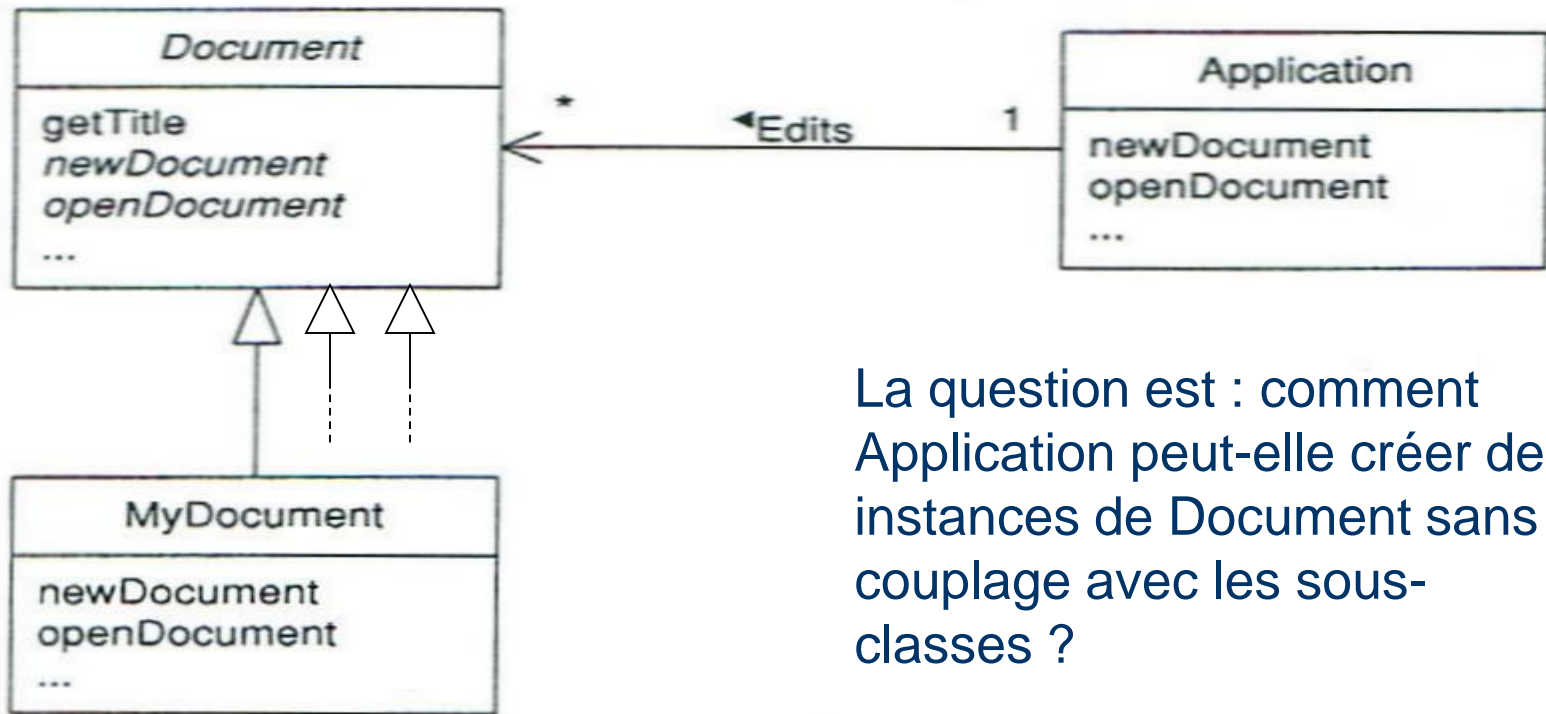 Document
getTitle
newDocument
openDocument
...
*
◄Edits
1
Application
newDocument
openDocument
...
MyDocument
newDocument
openDocument
...
La question est : comment
Application peut-elle créer de
instances de Document sans
couplage avec les sous-
classes ?